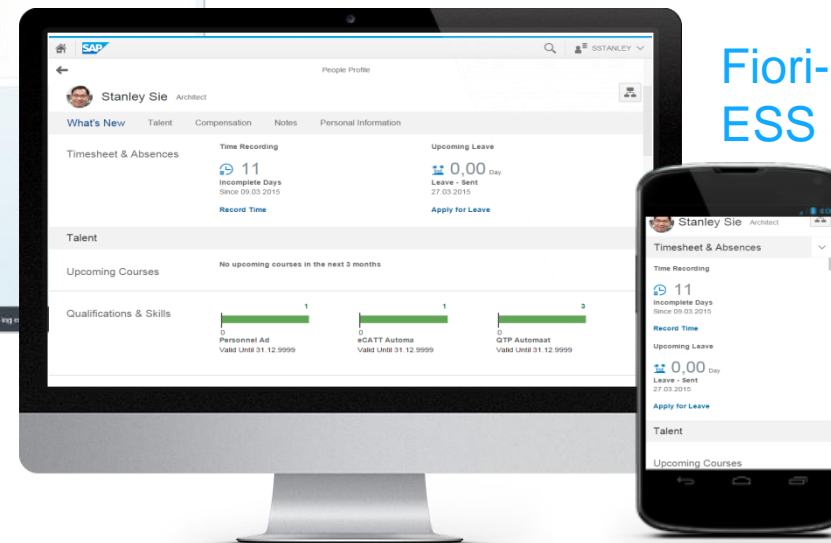 SAP
SSTANLEY
People Profile
Stanley Sie Architect
What's New Talent Compensation Notes Personal Information
Timesheet & Absences
Time Recording
11
Incomplete Days
Since 09.03.2015
Record Time
Upcoming Leave
0,00 Day
Leave - Sent
27.03.2015
Apply for Leave
Talent
Upcoming Courses
No upcoming courses in the next 3 months
Qualifications & Skills
1
0
Personnel Ad
Valid Until 31.12.9999
1
0
eCATT Automa
Valid Until 31.12.9999
3
0
QTP Automaat
Valid Until 31.12.9999
Fiori-
ESS
Stanley Sie Architect
Timesheet & Absences
Time Recording
11
Incomplete Days
Since 09.03.2015
Record Time
Upcoming Leave
0,00 Day
Leave - Sent
27.03.2015
Apply for Leave
Talent
Upcoming Courses